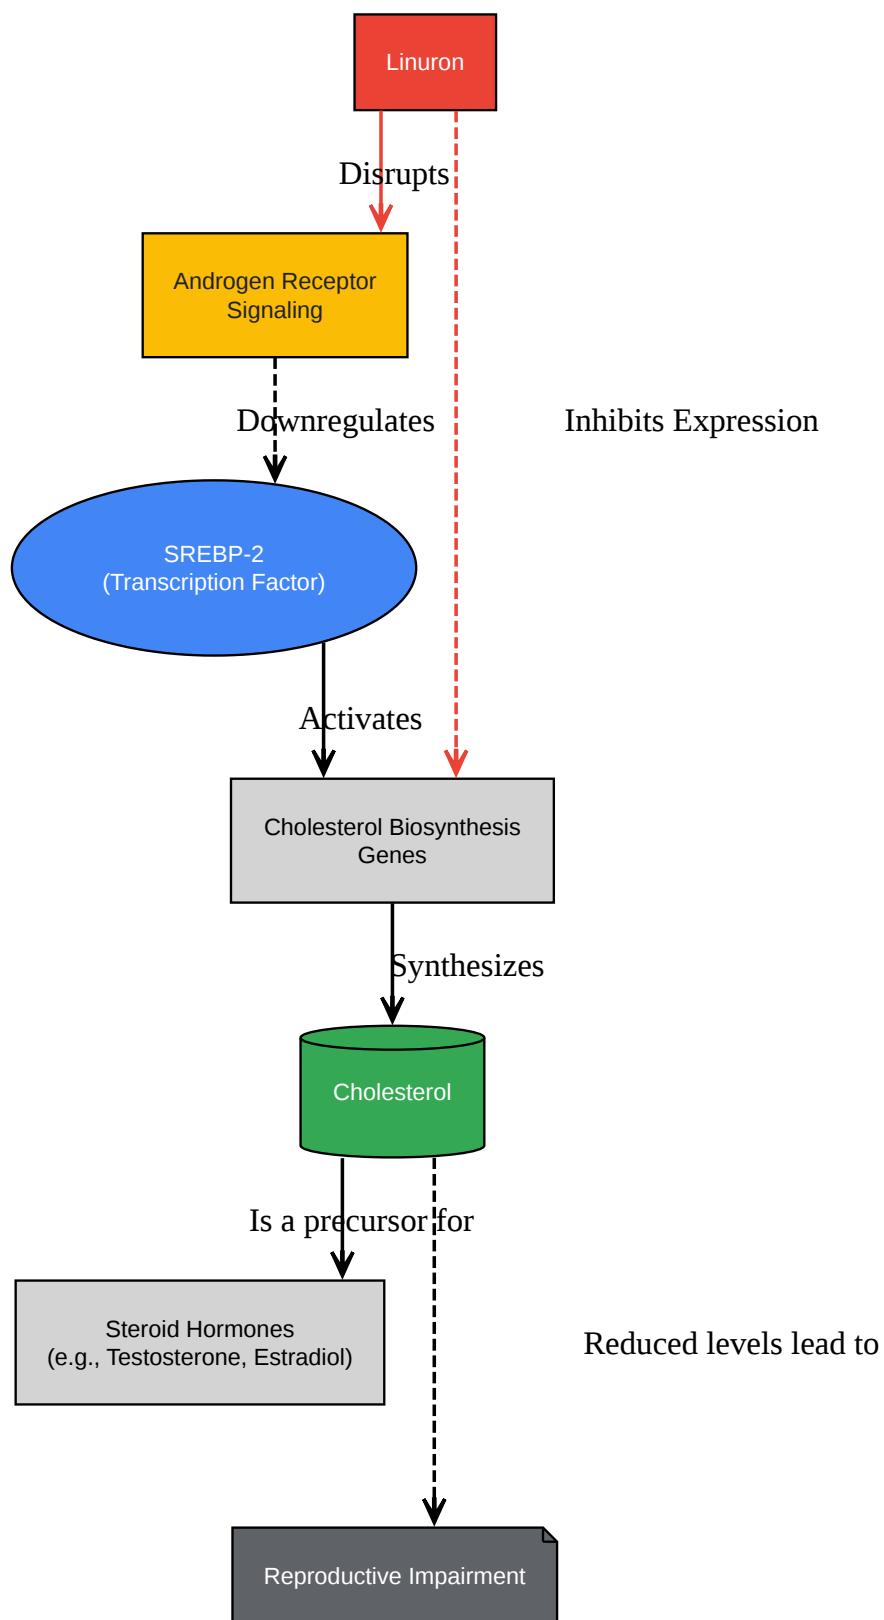 Linuron
Disrupts
Androgen Receptor
Signaling
Downregulates
Inhibits Expression
SREBP-2
(Transcription Factor)
Activates
Cholesterol Biosynthesis
Genes
Synthesizes
Cholesterol
Is a precursor for
Steroid Hormones
(e.g., Testosterone, Estradiol)
Reduced levels lead to
Reproductive Impairment